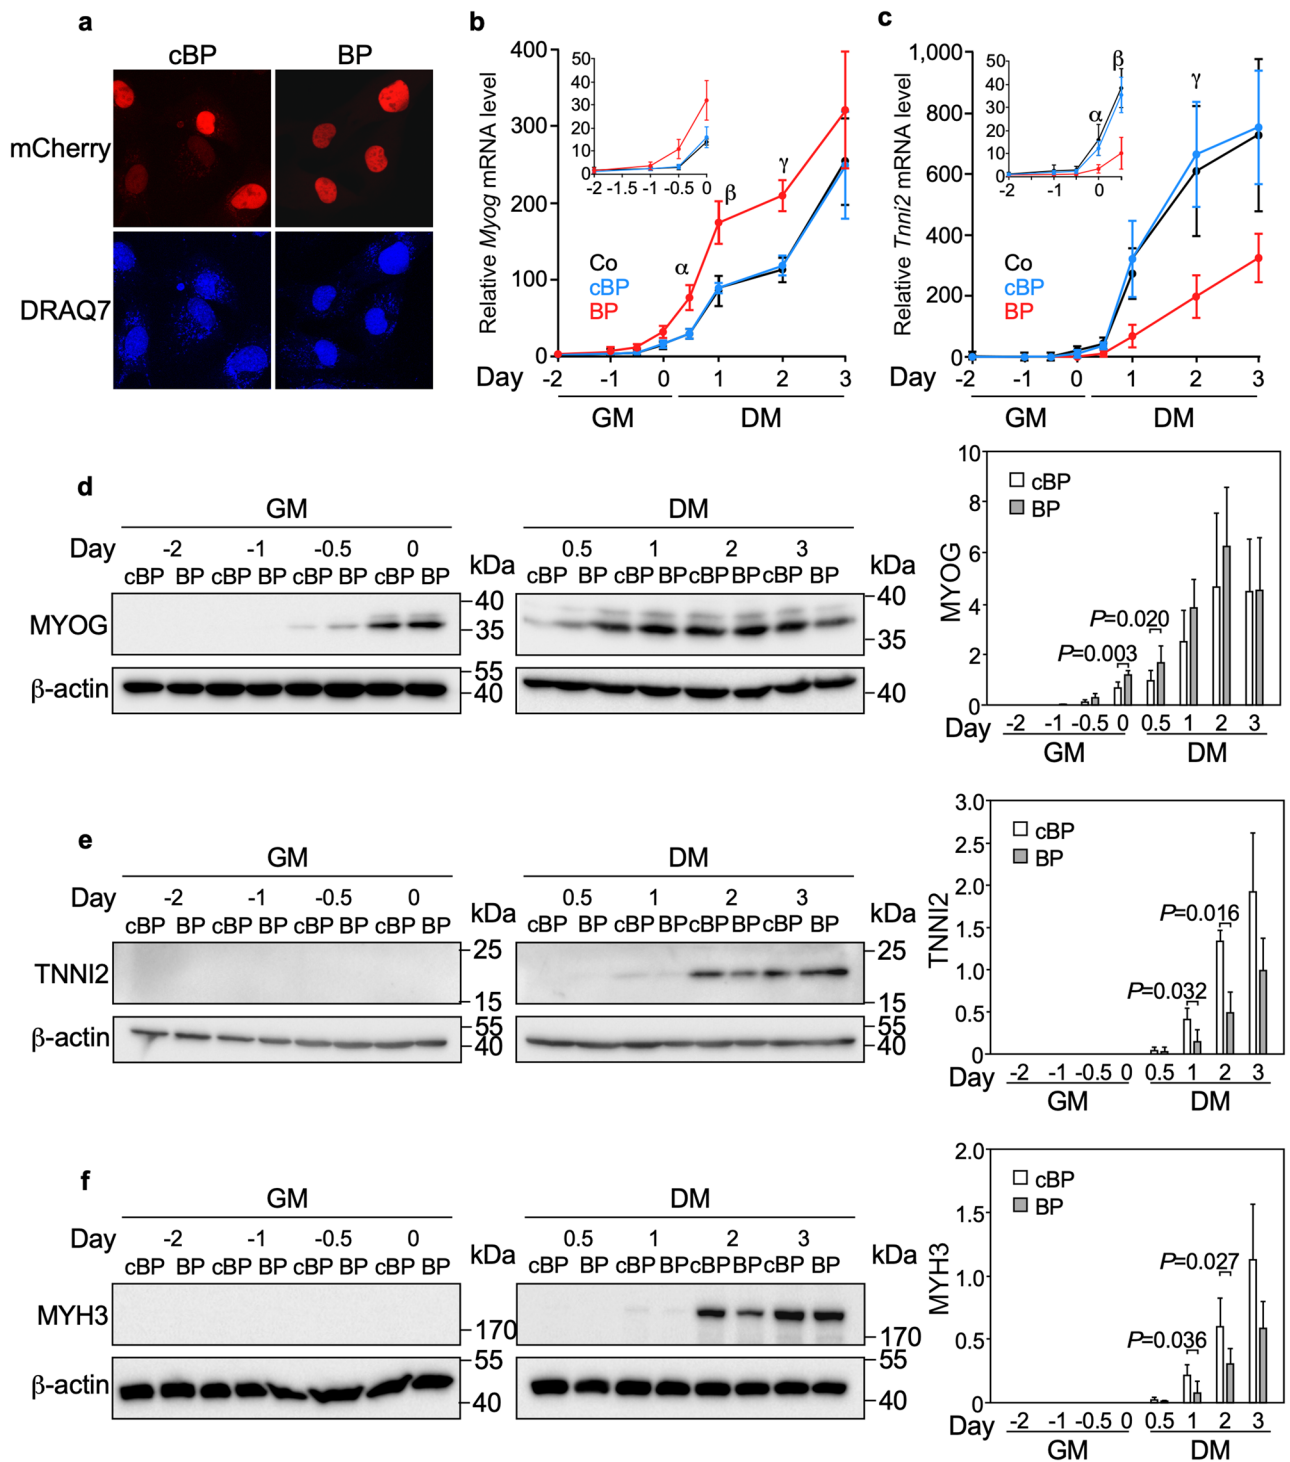 a
cBP BP
mCherry
DRAQ7
b
Relative Myog mRNA level
400
300
200
100
0
50
40
30
20
10
0
-2 -1.5 -1 -0.5 0
α
β
γ
Co
cBP
BP
Day -2 -1 0 1 2 3
GM DM
c
Relative Tnni2 mRNA level
1,000
800
600
400
200
0
50
40
30
20
10
0
-2 -1 0
α
β
γ
Co
cBP
BP
Day -2 -1 0 1 2 3
GM DM
d
GM DM
Day -2 -1 -0.5 0 0.5 1 2 3
cBP BP cBP BP cBP BP cBP BP kDa cBP BP cBP BP cBP BP cBP BP kDa
MYOG
40
35
40
35
β-actin
55
40
40
MYOG
10
8
6
4
2
0
cBP
BP
P=0.020
P=0.003
Day -2 -1 -0.5 0 0.5 1 2 3
GM DM
e
GM DM
Day -2 -1 -0.5 0 0.5 1 2 3
cBP BP cBP BP cBP BP cBP BP kDa cBP BP cBP BP cBP BP cBP BP kDa
TNNI2
25
15
25
15
β-actin
55
40
55
40
TNNI2
3.0
2.5
2.0
1.5
1.0
0.5
0
cBP
BP
P=0.016
P=0.032
Day -2 -1 -0.5 0 0.5 1 2 3
GM DM
f
GM DM
Day -2 -1 -0.5 0 0.5 1 2 3
cBP BP cBP BP cBP BP cBP BP kDa cBP BP cBP BP cBP BP cBP BP kDa
MYH3
170
170
β-actin
55
40
55
40
MYH3
2.0
1.5
1.0
0.5
0
cBP
BP
P=0.027
P=0.036
Day -2 -1 -0.5 0 0.5 1 2 3
GM DM